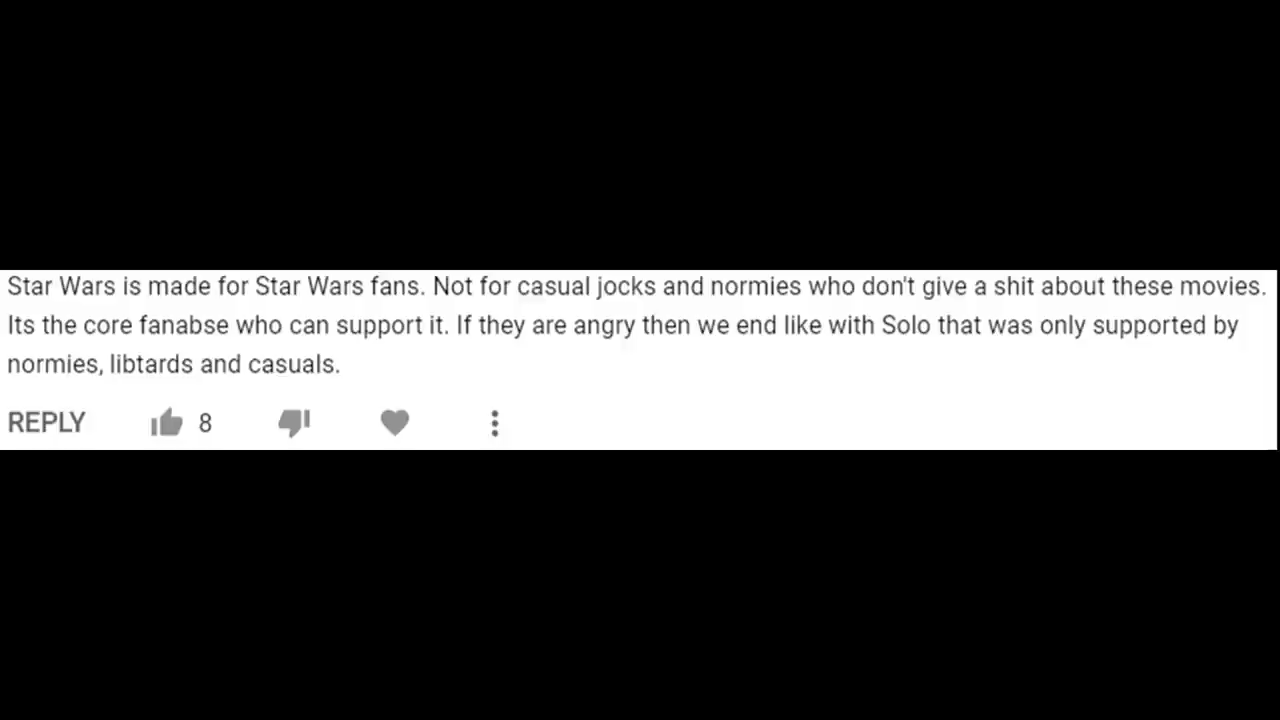 Star Wars is made for Star Wars fans. Not for casual jocks and normies who don't give a shit about these movies.
Its the core fanabse who can support it. If they are angry then we end like with Solo that was only supported by
normies, libtards and casuals.
REPLY 8